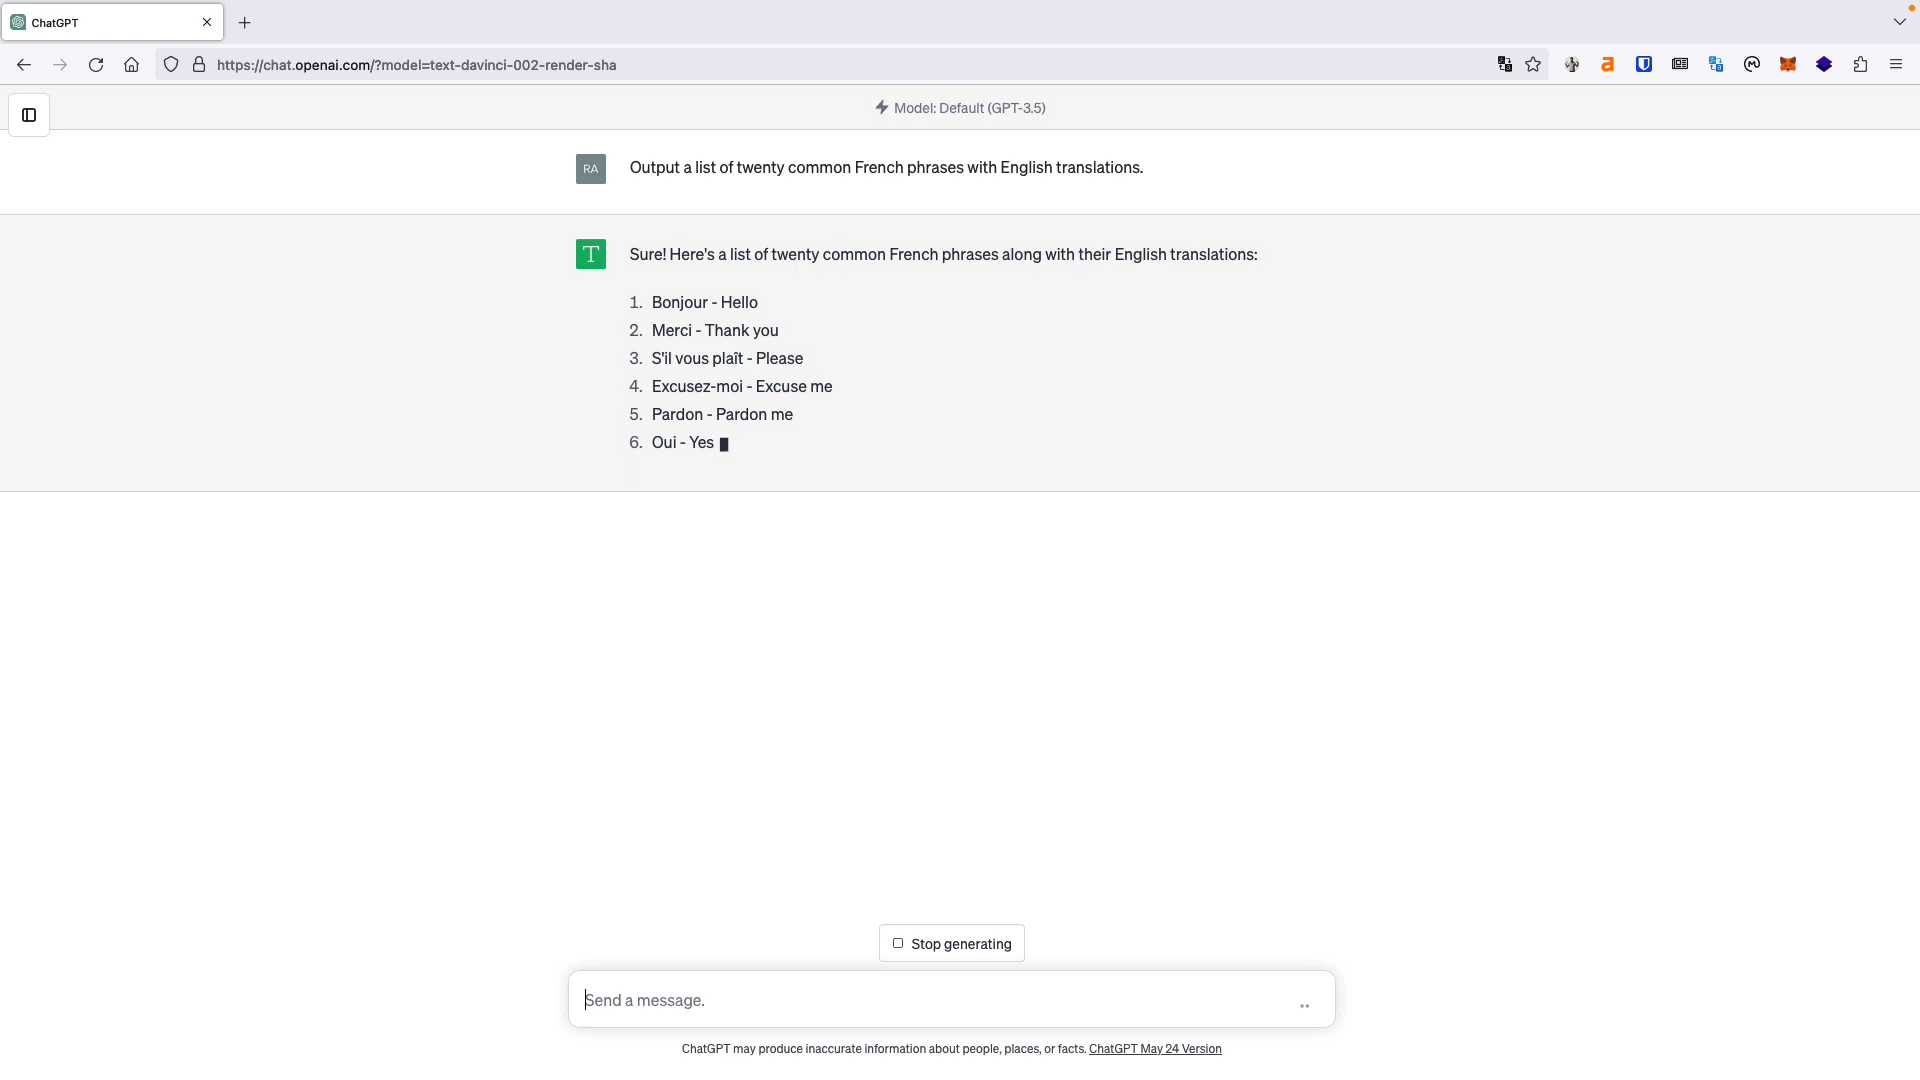 ChatGPT
https://chat.openai.com/?model=text-davinci-002-render-sha
Model: Default (GPT-3.5)
RA
Output a list of twenty common French phrases with English translations.
T
Sure! Here's a list of twenty common French phrases along with their English translations:
1. Bonjour - Hello
2. Merci - Thank you
3. S'il vous plaît - Please
4. Excusez-moi - Excuse me
5. Pardon - Pardon me
6. Oui - Yes
Stop generating
Send a message.
ChatGPT may produce inaccurate information about people, places, or facts. ChatGPT May 24 Version